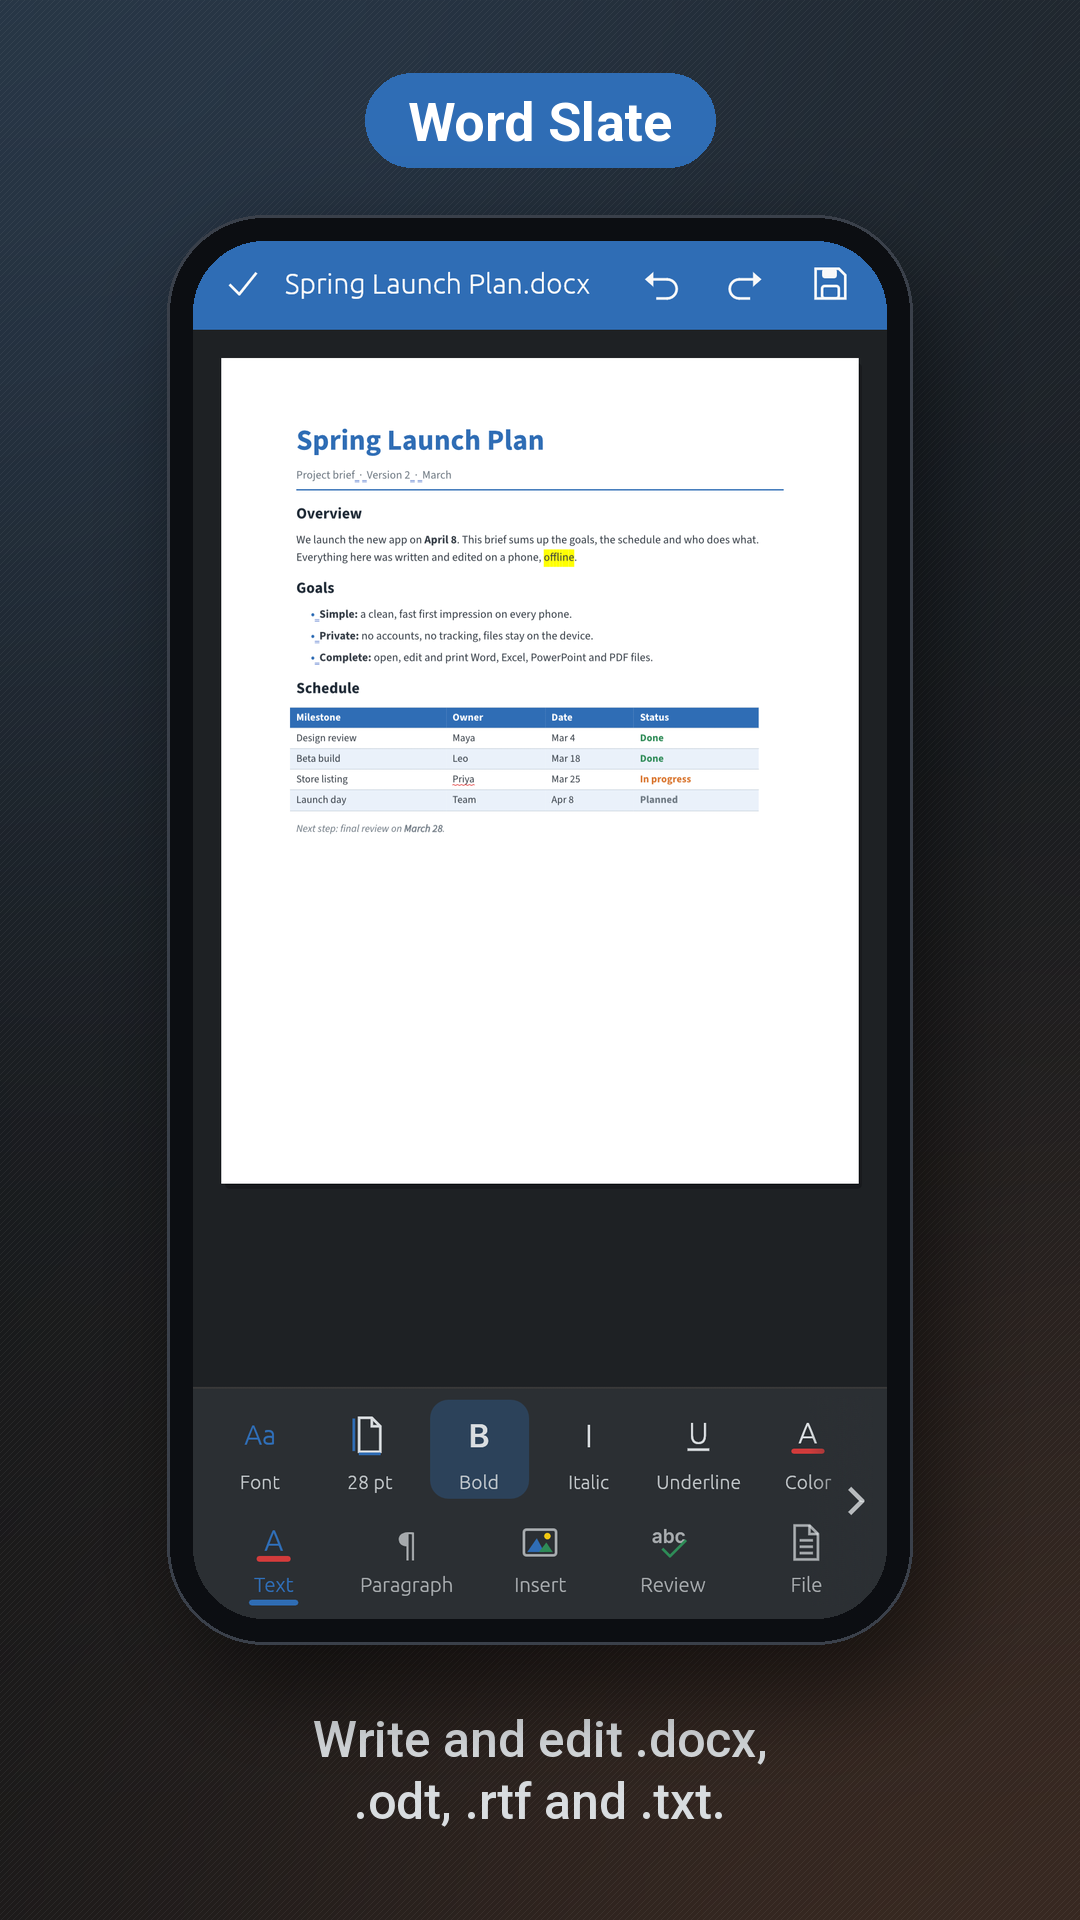 Word Slate
Spring Launch Plan.docx
Spring Launch Plan
Project brief · Version 2 · March
Overview
We launch the new app on April 8. This brief sums up the goals, the schedule and who does what.
Everything here was written and edited on a phone, offline.
Goals
• Simple: a clean, fast first impression on every phone.
• Private: no accounts, no tracking, files stay on the device.
• Complete: open, edit and print Word, Excel, PowerPoint and PDF files.
Schedule
Milestone Owner Date Status
Design review Maya Mar 4 Done
Beta build Leo Mar 18 Done
Store listing Priya Mar 25 In progress
Launch day Team Apr 8 Planned
Next step: final review on March 28.
Aa B I U A
Font 28 pt Bold Italic Underline Color
A ¶ abc
Text Paragraph Insert Review File
Write and edit .docx,
.odt, .rtf and .txt.